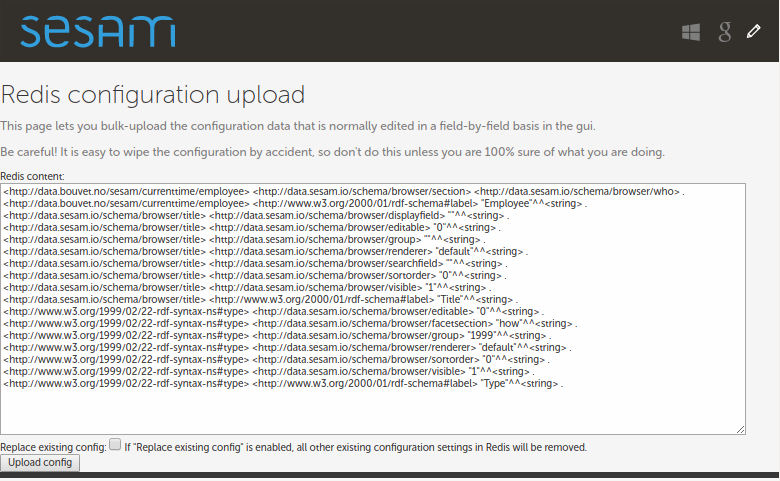 sesam
Redis configuration upload
This page lets you bulk-upload the configuration data that is normally edited in a field-by-field basis in the gui.
Be careful! It is easy to wipe the configuration by accident, so don't do this unless you are 100% sure of what you are doing.
Redis content:
<http://data.bouvet.no/sesam/currenttime/employee> <http://data.sesam.io/schema/browser/section> <http://data.sesam.io/schema/browser/who> .
<http://data.bouvet.no/sesam/currenttime/employee> <http://www.w3.org/2000/01/rdf-schema#label> "Employee"^^<string> .
<http://data.sesam.io/schema/browser/title> <http://data.sesam.io/schema/browser/displayfield> ""^^<string> .
<http://data.sesam.io/schema/browser/title> <http://data.sesam.io/schema/browser/editable> "0"^^<string> .
<http://data.sesam.io/schema/browser/title> <http://data.sesam.io/schema/browser/group> ""^^<string> .
<http://data.sesam.io/schema/browser/title> <http://data.sesam.io/schema/browser/renderer> "default"^^<string> .
<http://data.sesam.io/schema/browser/title> <http://data.sesam.io/schema/browser/searchfield> ""^^<string> .
<http://data.sesam.io/schema/browser/title> <http://data.sesam.io/schema/browser/sortorder> "0"^^<string> .
<http://data.sesam.io/schema/browser/title> <http://data.sesam.io/schema/browser/visible> "1"^^<string> .
<http://data.sesam.io/schema/browser/title> <http://www.w3.org/2000/01/rdf-schema#label> "Title"^^<string> .
<http://www.w3.org/1999/02/22-rdf-syntax-ns#type> <http://data.sesam.io/schema/browser/editable> "0"^^<string> .
<http://www.w3.org/1999/02/22-rdf-syntax-ns#type> <http://data.sesam.io/schema/browser/facetsection> "how"^^<string> .
<http://www.w3.org/1999/02/22-rdf-syntax-ns#type> <http://data.sesam.io/schema/browser/group> "1999"^^<string> .
<http://www.w3.org/1999/02/22-rdf-syntax-ns#type> <http://data.sesam.io/schema/browser/renderer> "default"^^<string> .
<http://www.w3.org/1999/02/22-rdf-syntax-ns#type> <http://data.sesam.io/schema/browser/sortorder> "0"^^<string> .
<http://www.w3.org/1999/02/22-rdf-syntax-ns#type> <http://data.sesam.io/schema/browser/visible> "1"^^<string> .
<http://www.w3.org/1999/02/22-rdf-syntax-ns#type> <http://www.w3.org/2000/01/rdf-schema#label> "Type"^^<string> .
Replace existing config: If "Replace existing config" is enabled, all other existing configuration settings in Redis will be removed.
Upload config